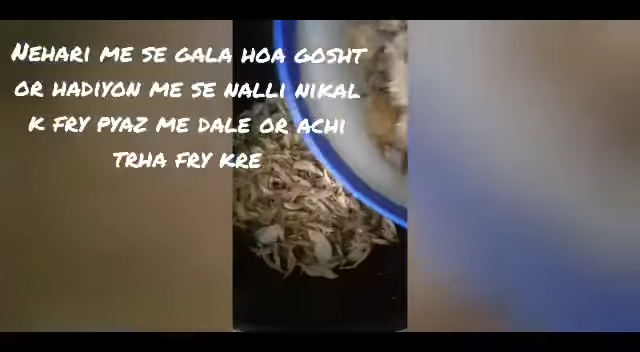 NEHARI ME SE GALA HOA GOSHT
OR HADIYON ME SE NALLI NIKAL
K FRY PYAZ ME DALE OR ACHI
TRHA FRY KRE